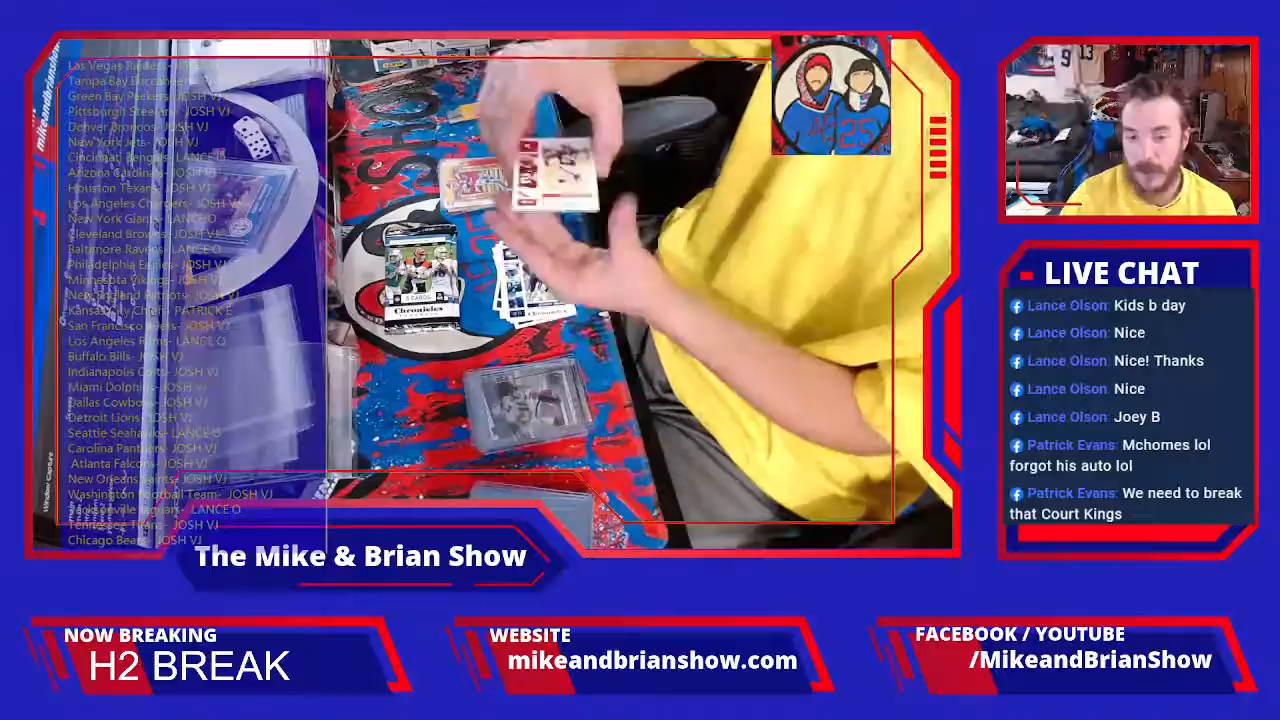 mikeandbrianshow
Las Vegas Raiders-
Tampa Bay Buccaneers-
Green Bay Packers- JOSH VJ
Pittsburgh Steelers- JOSH VJ
Denver Broncos- JOSH VJ
New York Jets- JOSH VJ
Cincinnati Bengals- LANCE O
Arizona Cardinals- JOSH VJ
Houston Texans- JOSH VJ
Los Angeles Chargers- JOSH VJ
New York Giants- LANCE O
Cleveland Browns- JOSH VJ
Baltimore Ravens- LANCE O
Philadelphia Eagles- JOSH VJ
Minnesota Vikings- JOSH VJ
New England Patriots- JOSH VJ
Kansas City Chiefs- PATRICK E
San Francisco 49ers- JOSH VJ
Los Angeles Rams- LANCE O
Buffalo Bills- JOSH VJ
Indianapolis Colts- JOSH VJ
Miami Dolphins- JOSH VJ
Dallas Cowboys- JOSH VJ
Detroit Lions- JOSH VJ
Seattle Seahawks- LANCE O
Carolina Panthers- JOSH VJ
Atlanta Falcons- JOSH VJ
New Orleans Saints- JOSH VJ
Washington Football Team- JOSH VJ
Jacksonville Jaguars- LANCE O
Tennessee Titans- JOSH VJ
Chicago Bears- JOSH VJ
Window Capture
Chronicles
45 25
9 13
LIVE CHAT
Lance Olson: Kids b day
Lance Olson: Nice
Lance Olson: Nice! Thanks
Lance Olson: Nice
Lance Olson: Joey B
Patrick Evans: Mchomes lol
forgot his auto lol
Patrick Evans: We need to break
that Court Kings
The Mike & Brian Show
NOW BREAKING
H2 BREAK
WEBSITE
mikeandbrianshow.com
FACEBOOK / YOUTUBE
/MikeandBrianShow